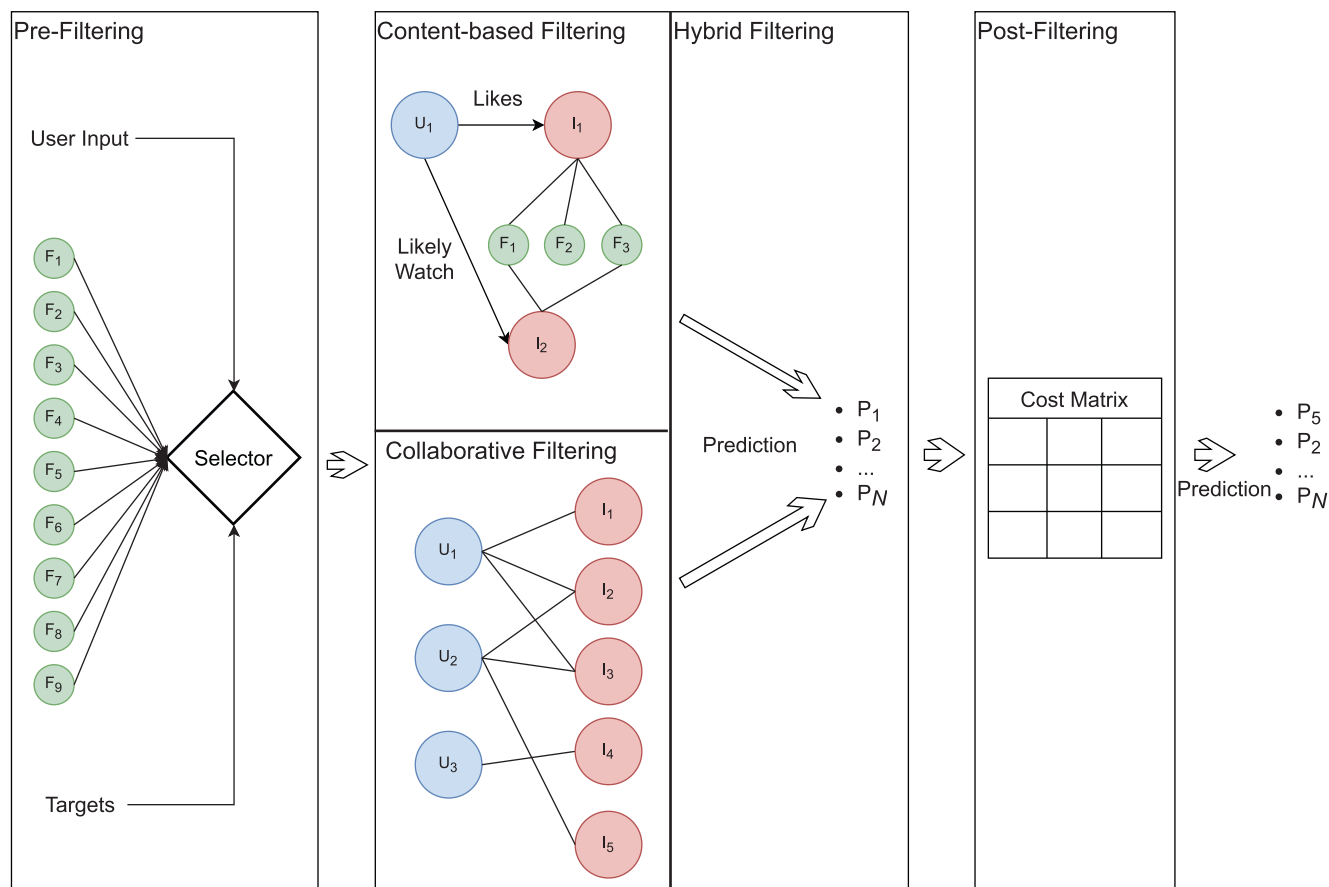 Pre-Filtering
User Input
F1
F2
F3
F4
F5
F6
F7
F8
F9
Selector
Targets
Content-based Filtering
U1
Likes
I1
F1
F2
F3
Likely
Watch
I2
Collaborative Filtering
U1
U2
U3
I1
I2
I3
I4
I5
Hybrid Filtering
Prediction
• P1
• P2
• ...
• PN
Post-Filtering
Cost Matrix
Prediction
• P5
• P2
• ...
• PN